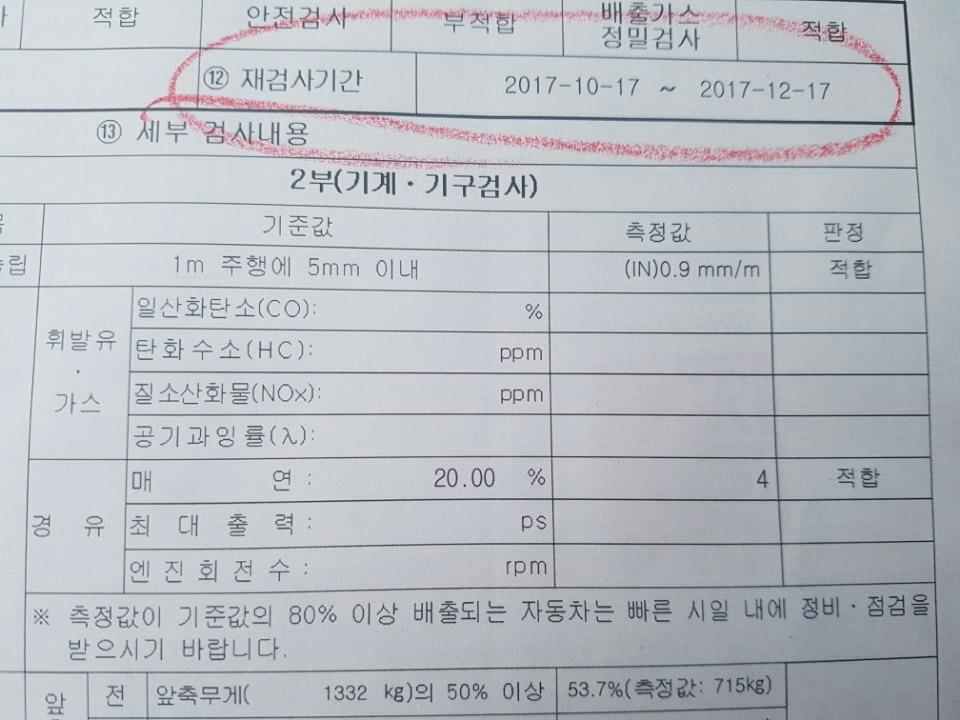 적합 안전검사 부적합 배출가스 정밀검사 적합
⑫ 재검사기간 2017-10-17 ~ 2017-12-17
⑬ 세부 검사내용
2부(기계·기구검사)
기준값 측정값 판정
립 1m 주행에 5mm 이내 (IN)0.9 mm/m 적합
휘발유 · 가스
일산화탄소(CO): %
탄화수소(HC): ppm
질소산화물(NOx): ppm
공기과잉률(λ):
경 유
매 연 : 20.00 % 4 적합
최 대 출 력 : ps
엔진회전수 : rpm
※ 측정값이 기준값의 80% 이상 배출되는 자동차는 빠른 시일 내에 정비·점검을
받으시기 바랍니다.
앞 전 앞축무게( 1332 kg)의 50% 이상 53.7%(측정값: 715kg)